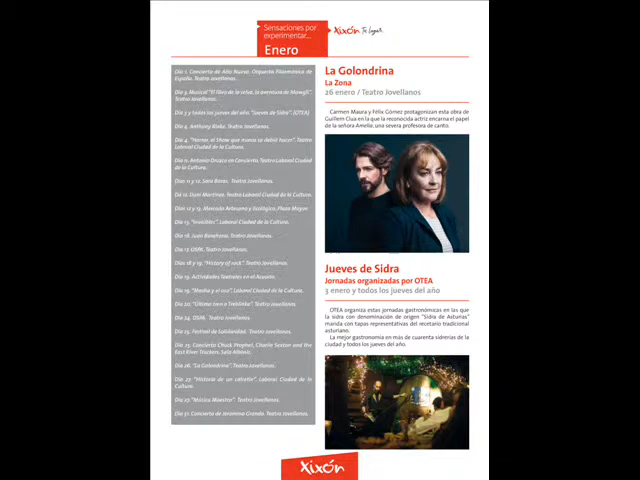 Sensaciones por
experimentar...
Enero
Xixón Tu lugar.
Día 1. Concierto de Año Nuevo. Orquesta Filarmónica de
España. Teatro Jovellanos.
Día 3. Musical "El libro de la selva, la aventura de Mowgli".
Teatro Jovellanos.
Día 3 y todos los jueves del año. "Jueves de Sidra". (OTEA)
Día 4. Anthony Blake. Teatro Jovellanos.
Día 4. el Show que nunca se debió hacer". Teatro
Laboral Ciudad de la Cultura.
Día 11. Antonio Orozco en Concierto. Teatro Laboral Ciudad
de la Cultura.
Días 11 y 12. Sara Baras. Teatro Jovellanos.
Dá 12. Dani Martínez. Teatro Laboral Ciudad de la Cultura.
Días 12 y 13. Mercado Artesano y Ecológico. Plaza Mayor
Día 13. "Invisibles". Laboral Ciudad de la Cultura.
Día 16. Juan Barahona. Teatro Jovellanos.
Día 17. OSPA. Teatro Jovellanos.
Días 18 y 19. "History of rock". Teatro Jovellanos.
Día 19. Actividades Teatrales en el Acuario.
Día 19. "Masha y el oso". Laboral Ciudad de la Cultura.
Día 20. "Último tren a Treblinka". Teatro Jovellanos.
Día 24. OSPA. Teatro Jovellanos.
Día 25. Festival de Solidaridad. Teatro Jovellanos.
Día 25. Concierto Chuck Prophet, Charlie Sexton and the
East River Truckers. Sala Albéniz.
Día 26. "La Golondrina". Teatro Jovellanos.
Día 27 "Historia de un calcetín". Laboral Ciudad de la
Cultura.
Día 27. "Música Maestro". Teatro Jovellanos.
Día 31. Concierto de Jeromino Granda. Teatro Jovellanos.
La Golondrina
La Zona
26 enero / Teatro Jovellanos
Carmen Maura y Félix Gómez protagonizan esta obra de
Guillem Clua en la que la reconocida actriz encarna el papel
de la señora Amelia, una severa profesora de canto.
Jueves de Sidra
Jornadas organizadas por OTEA
3 enero y todos los jueves del año
OTEA organiza estas jornadas gastronómicas en las que
la sidra con denominación de origen "Sidra de Asturias"
marida con tapas representativas del recetario tradicional
asturiano.
La mejor gastronomía en más de cuarenta sidrerías de la
ciudad y todos los jueves del año.
Xixón